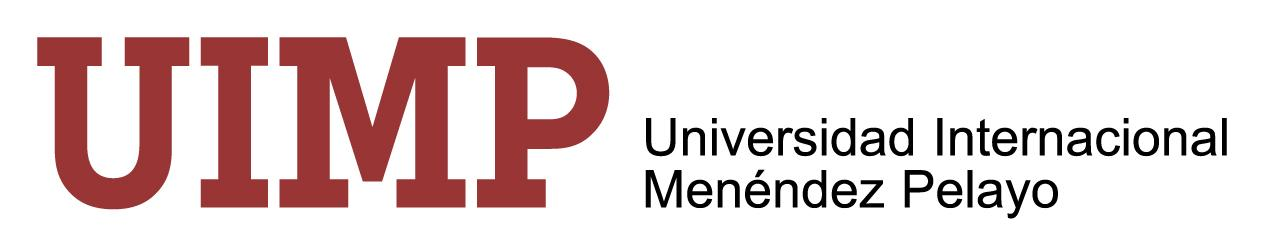 UIMP
Universidad Internacional
Menéndez Pelayo